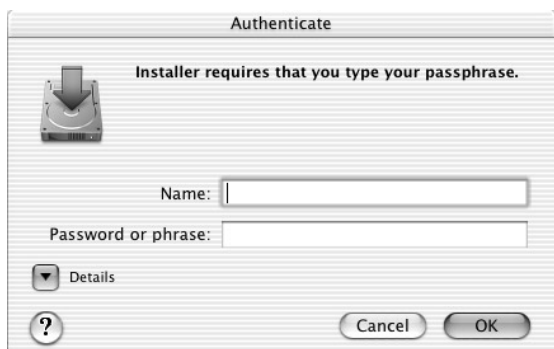 Authenticate
Installer requires that you type your passphrase.
Name:
Password or phrase:
Details
?
Cancel
OK